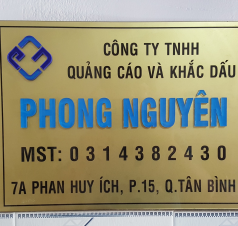 CÔNG TY TNHH
QUẢNG CÁO VÀ KHẮC DẤU
PHONG NGUYÊN
MST: 0314382430
7A PHAN HUY ÍCH, P.15, Q.TÂN BÌNH